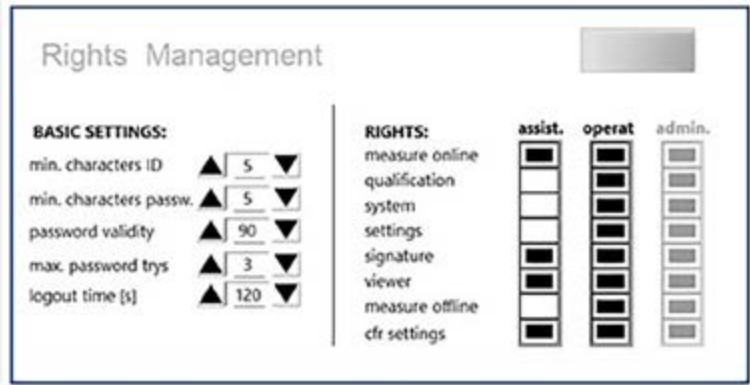 Rights Management
BASIC SETTINGS:
min. characters ID 5
min. characters passw. 5
password validity 90
max. password trys 3
logout time [s] 120
RIGHTS: assist. operat admin.
measure online
qualification
system
settings
signature
viewer
measure offline
cfr settings